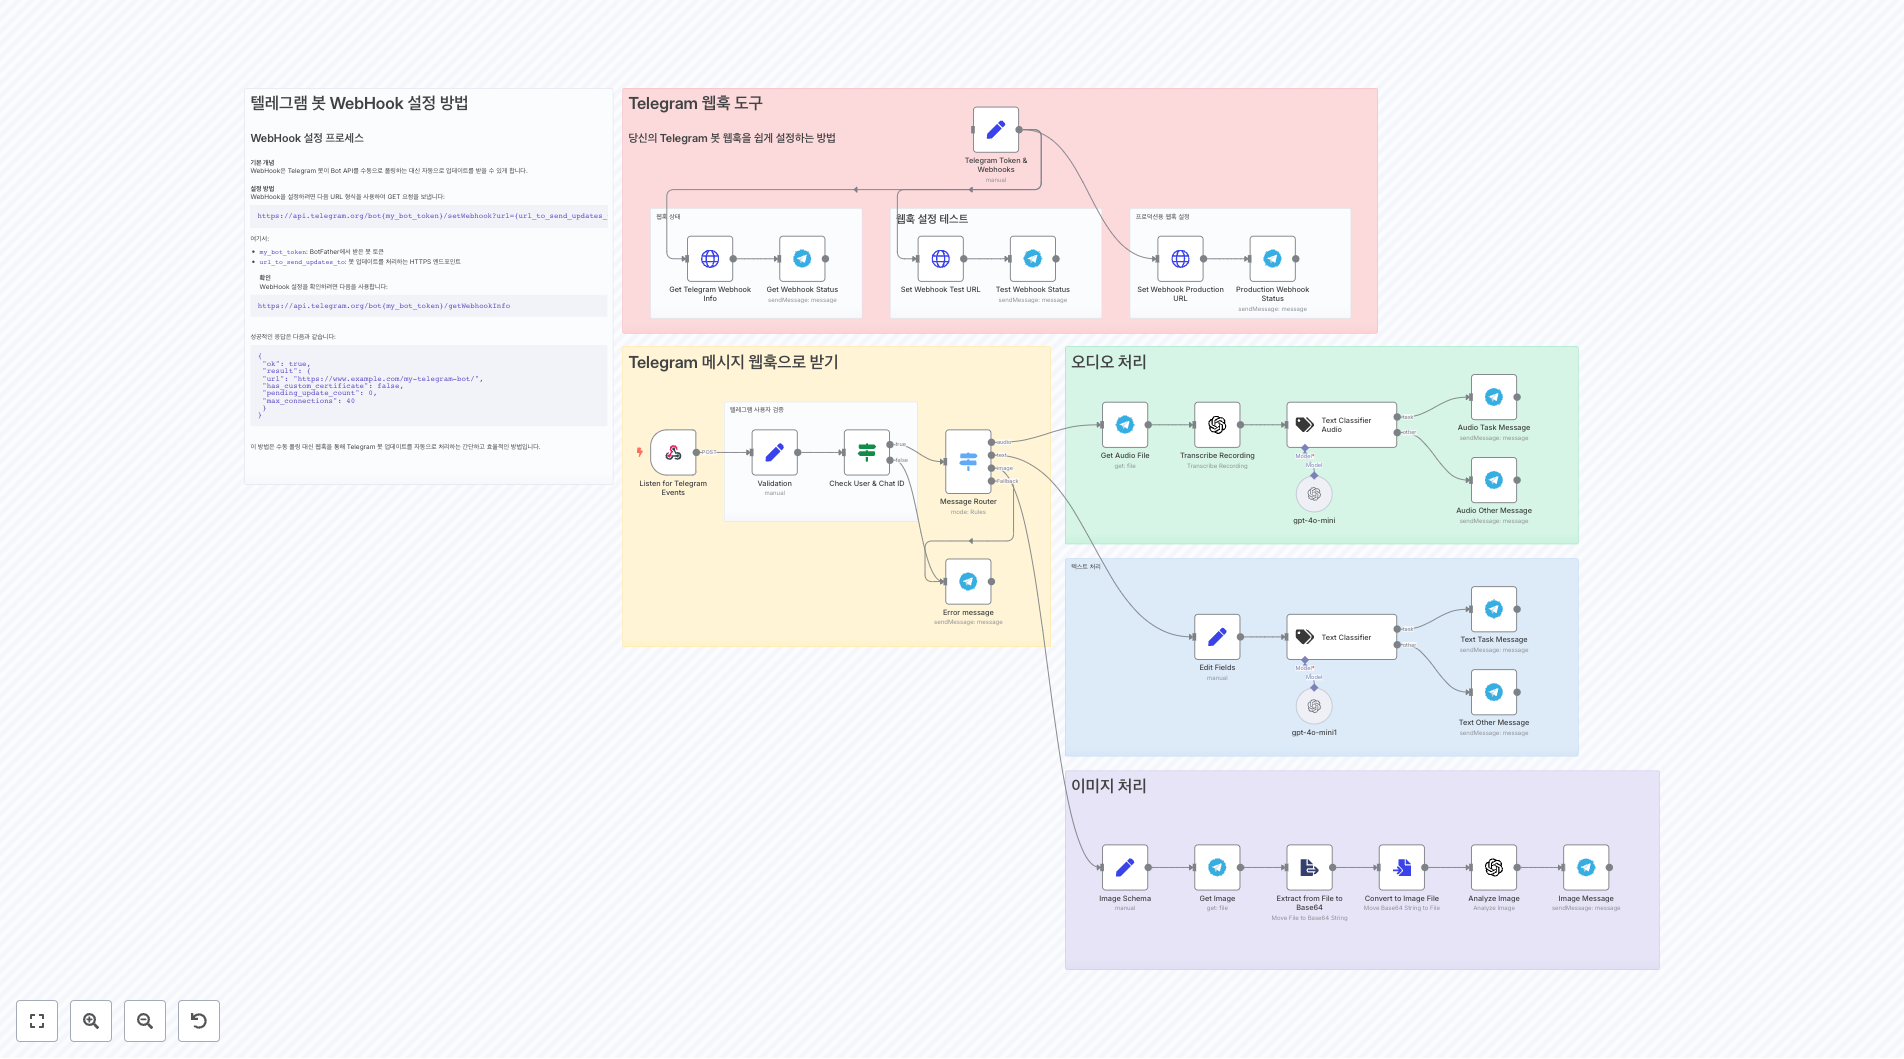 텔레그램 봇 WebHook 설정 방법
WebHook 설정 프로세스
기본 개념
WebHook은 Telegram 봇이 Bot API를 수동으로 폴링하는 대신 자동으로 업데이트를 받을 수 있게 합니다.
설정 방법
WebHook을 설정하려면 다음 URL 형식을 사용하여 GET 요청을 보냅니다:
https://api.telegram.org/bot{my_bot_token}/setWebhook?url={url_to_send_updates_
여기서:
my_bot_token: BotFather에서 받은 봇 토큰
url_to_send_updates_to: 봇 업데이트를 처리하는 HTTPS 엔드포인트
확인
WebHook 설정을 확인하려면 다음을 사용합니다:
https://api.telegram.org/bot{my_bot_token}/getWebhookInfo
성공적인 응답은 다음과 같습니다:
{
"ok": true,
"result": {
"url": "https://www.example.com/my-telegram-bot/",
"has_custom_certificate": false,
"pending_update_count": 0,
"max_connections": 40
}
}
이 방법은 수동 폴링 대신 웹훅을 통해 Telegram 봇 업데이트를 자동으로 처리하는 간단하고 효율적인 방법입니다.
Telegram 웹훅 도구
당신의 Telegram 봇 웹훅을 쉽게 설정하는 방법
Telegram Token &
Webhooks
manual
웹훅 상태
Get Telegram Webhook
Info
Get Webhook Status
sendMessage: message
웹훅 설정 테스트
Set Webhook Test URL
Test Webhook Status
sendMessage: message
프로덕션용 웹훅 설정
Set Webhook Production
URL
Production Webhook
Status
sendMessage: message
Telegram 메시지 웹훅으로 받기
Listen for Telegram
Events
POST
텔레그램 사용자 검증
Validation
manual
Check User & Chat ID
true
false
Message Router
mode: Rules
audio
text
image
Fallback
Error message
sendMessage: message
오디오 처리
Get Audio File
get: file
Transcribe Recording
Transcribe Recording
Text Classifier
Audio
task
other
Model*
Model
gpt-4o-mini
Audio Task Message
sendMessage: message
Audio Other Message
sendMessage: message
텍스트 처리
Edit Fields
manual
Text Classifier
task
other
Model*
Model
gpt-4o-mini1
Text Task Message
sendMessage: message
Text Other Message
sendMessage: message
이미지 처리
Image Schema
manual
Get Image
get: file
Extract from File to
Base64
Move File to Base64 String
Convert to Image File
Move Base64 String to File
Analyze Image
Analyze Image
Image Message
sendMessage: message